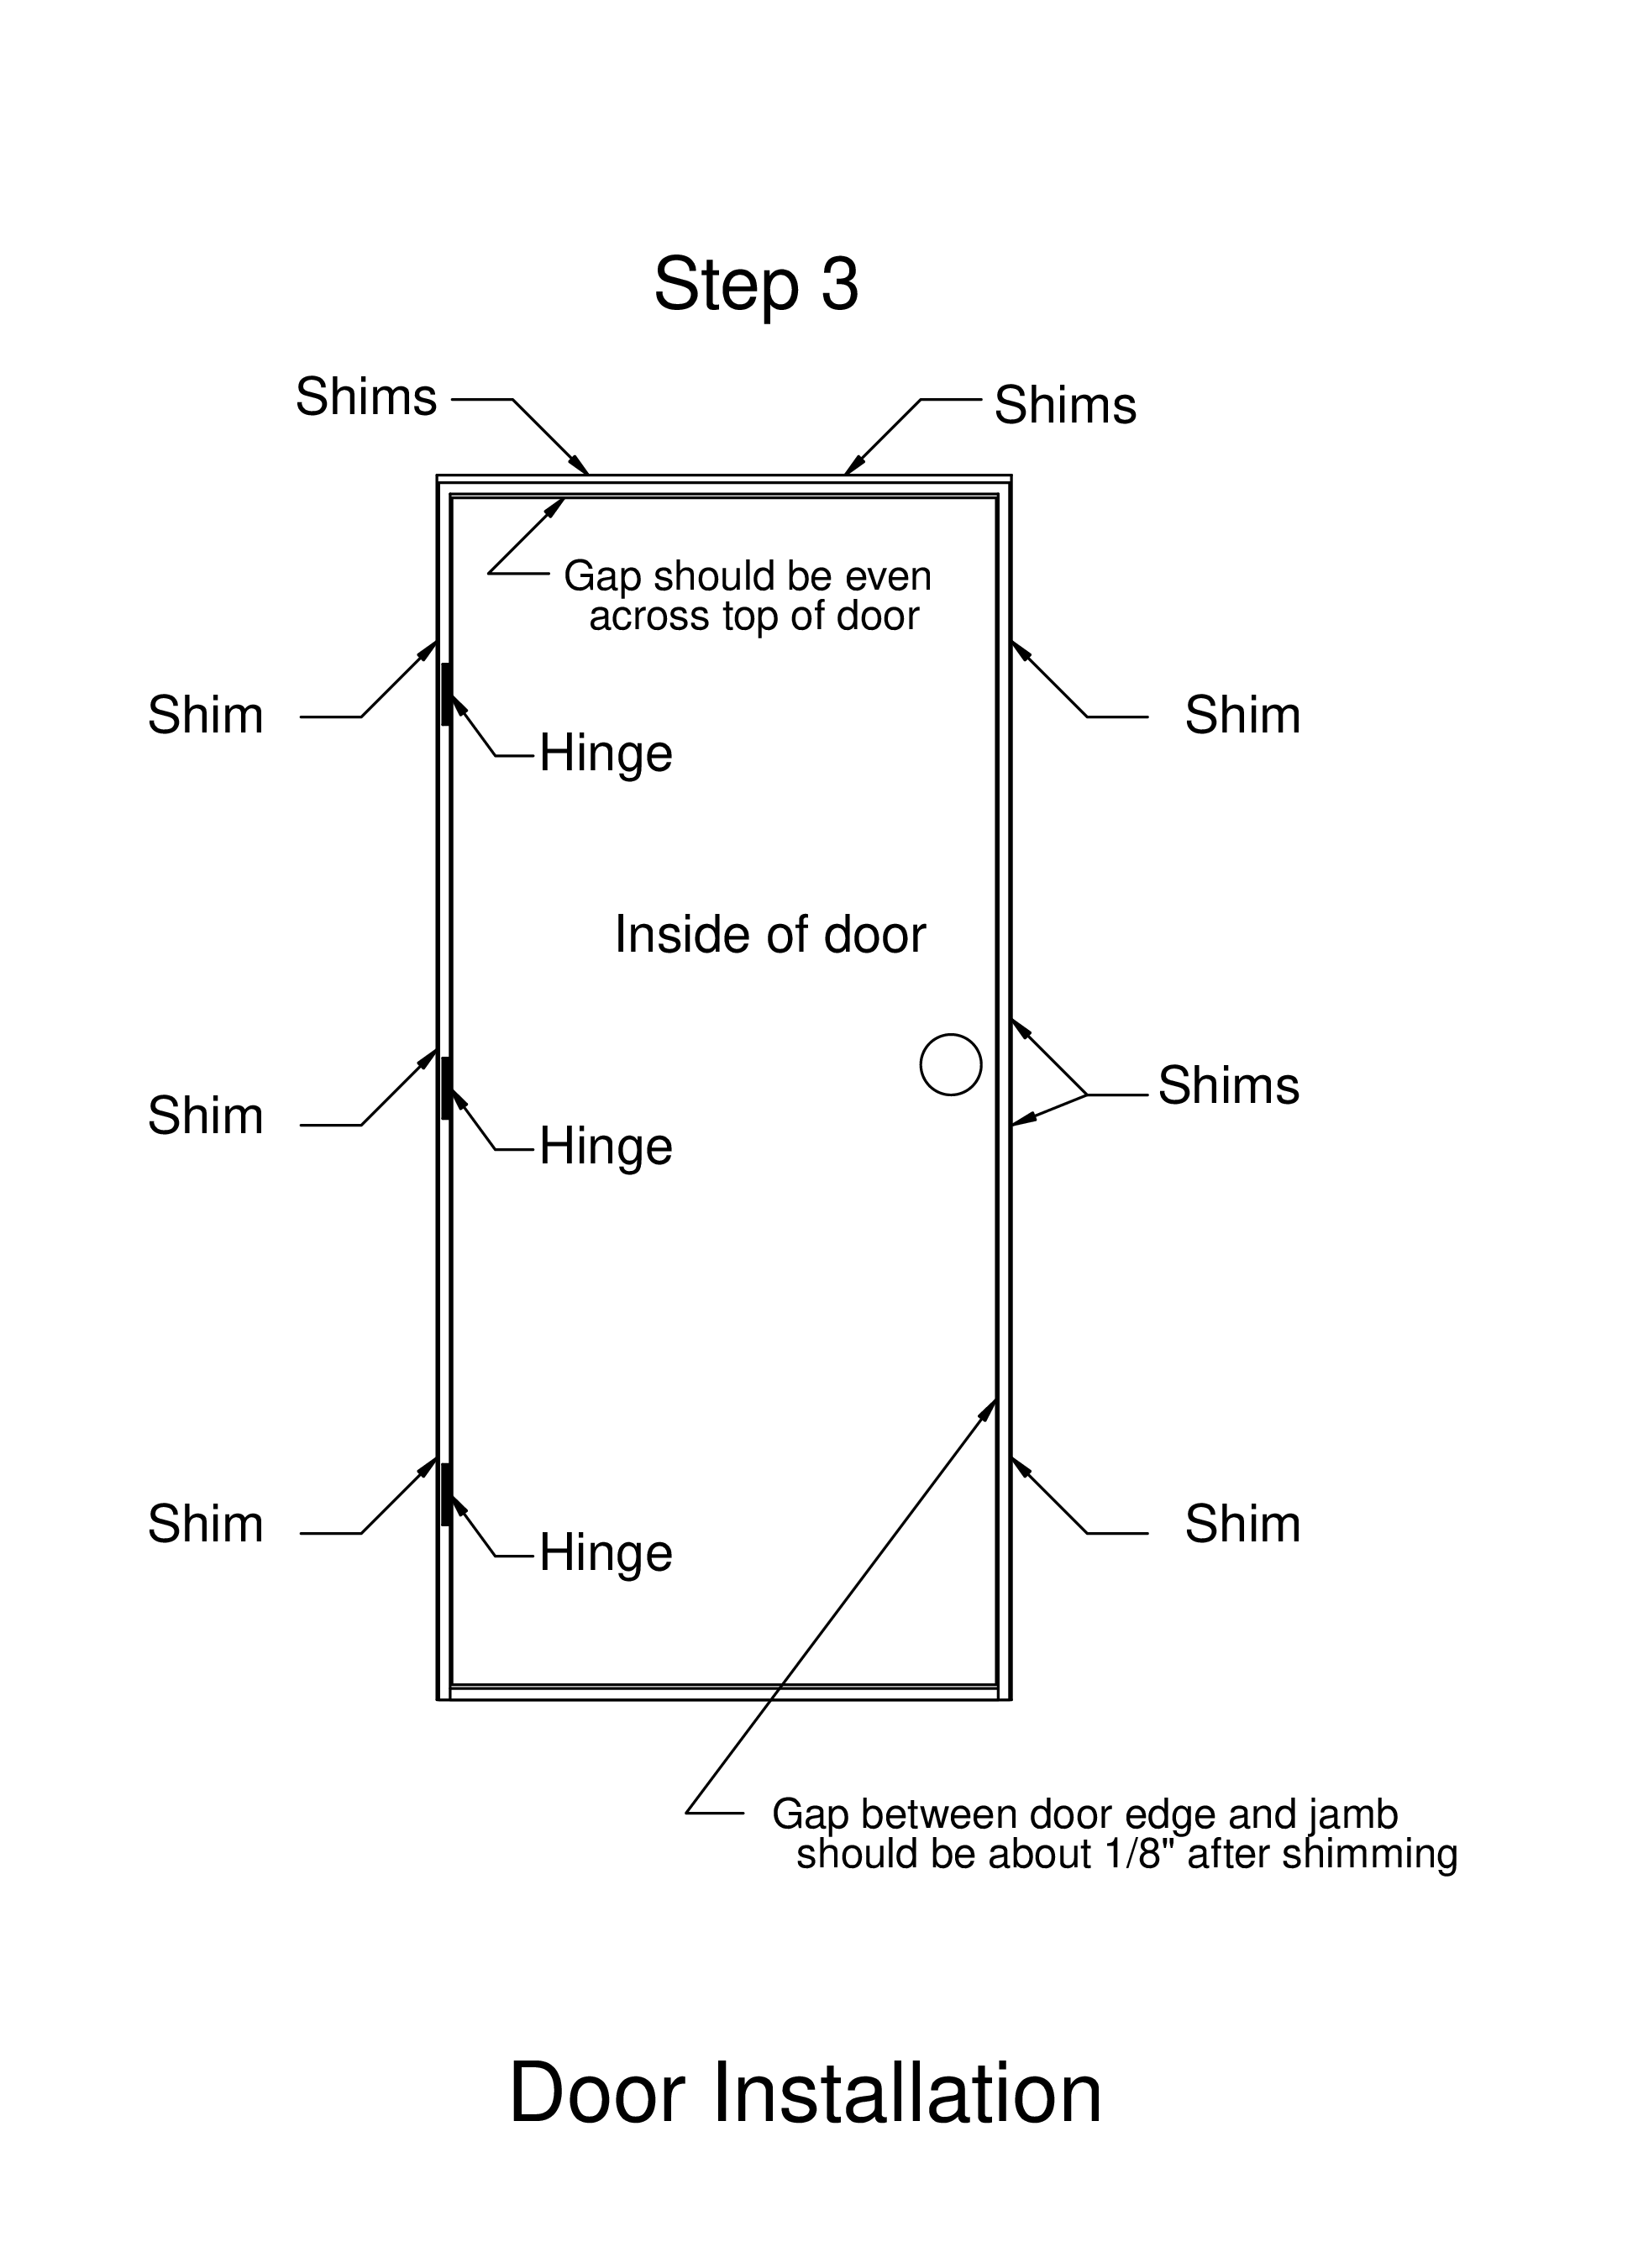 Step 3
Shims
Shims
Gap should be even
across top of door
Shim
Shim
Hinge
Inside of door
Shims
Shim
Hinge
Shim
Shim
Hinge
Gap between door edge and jamb
should be about 1/8" after shimming
Door Installation